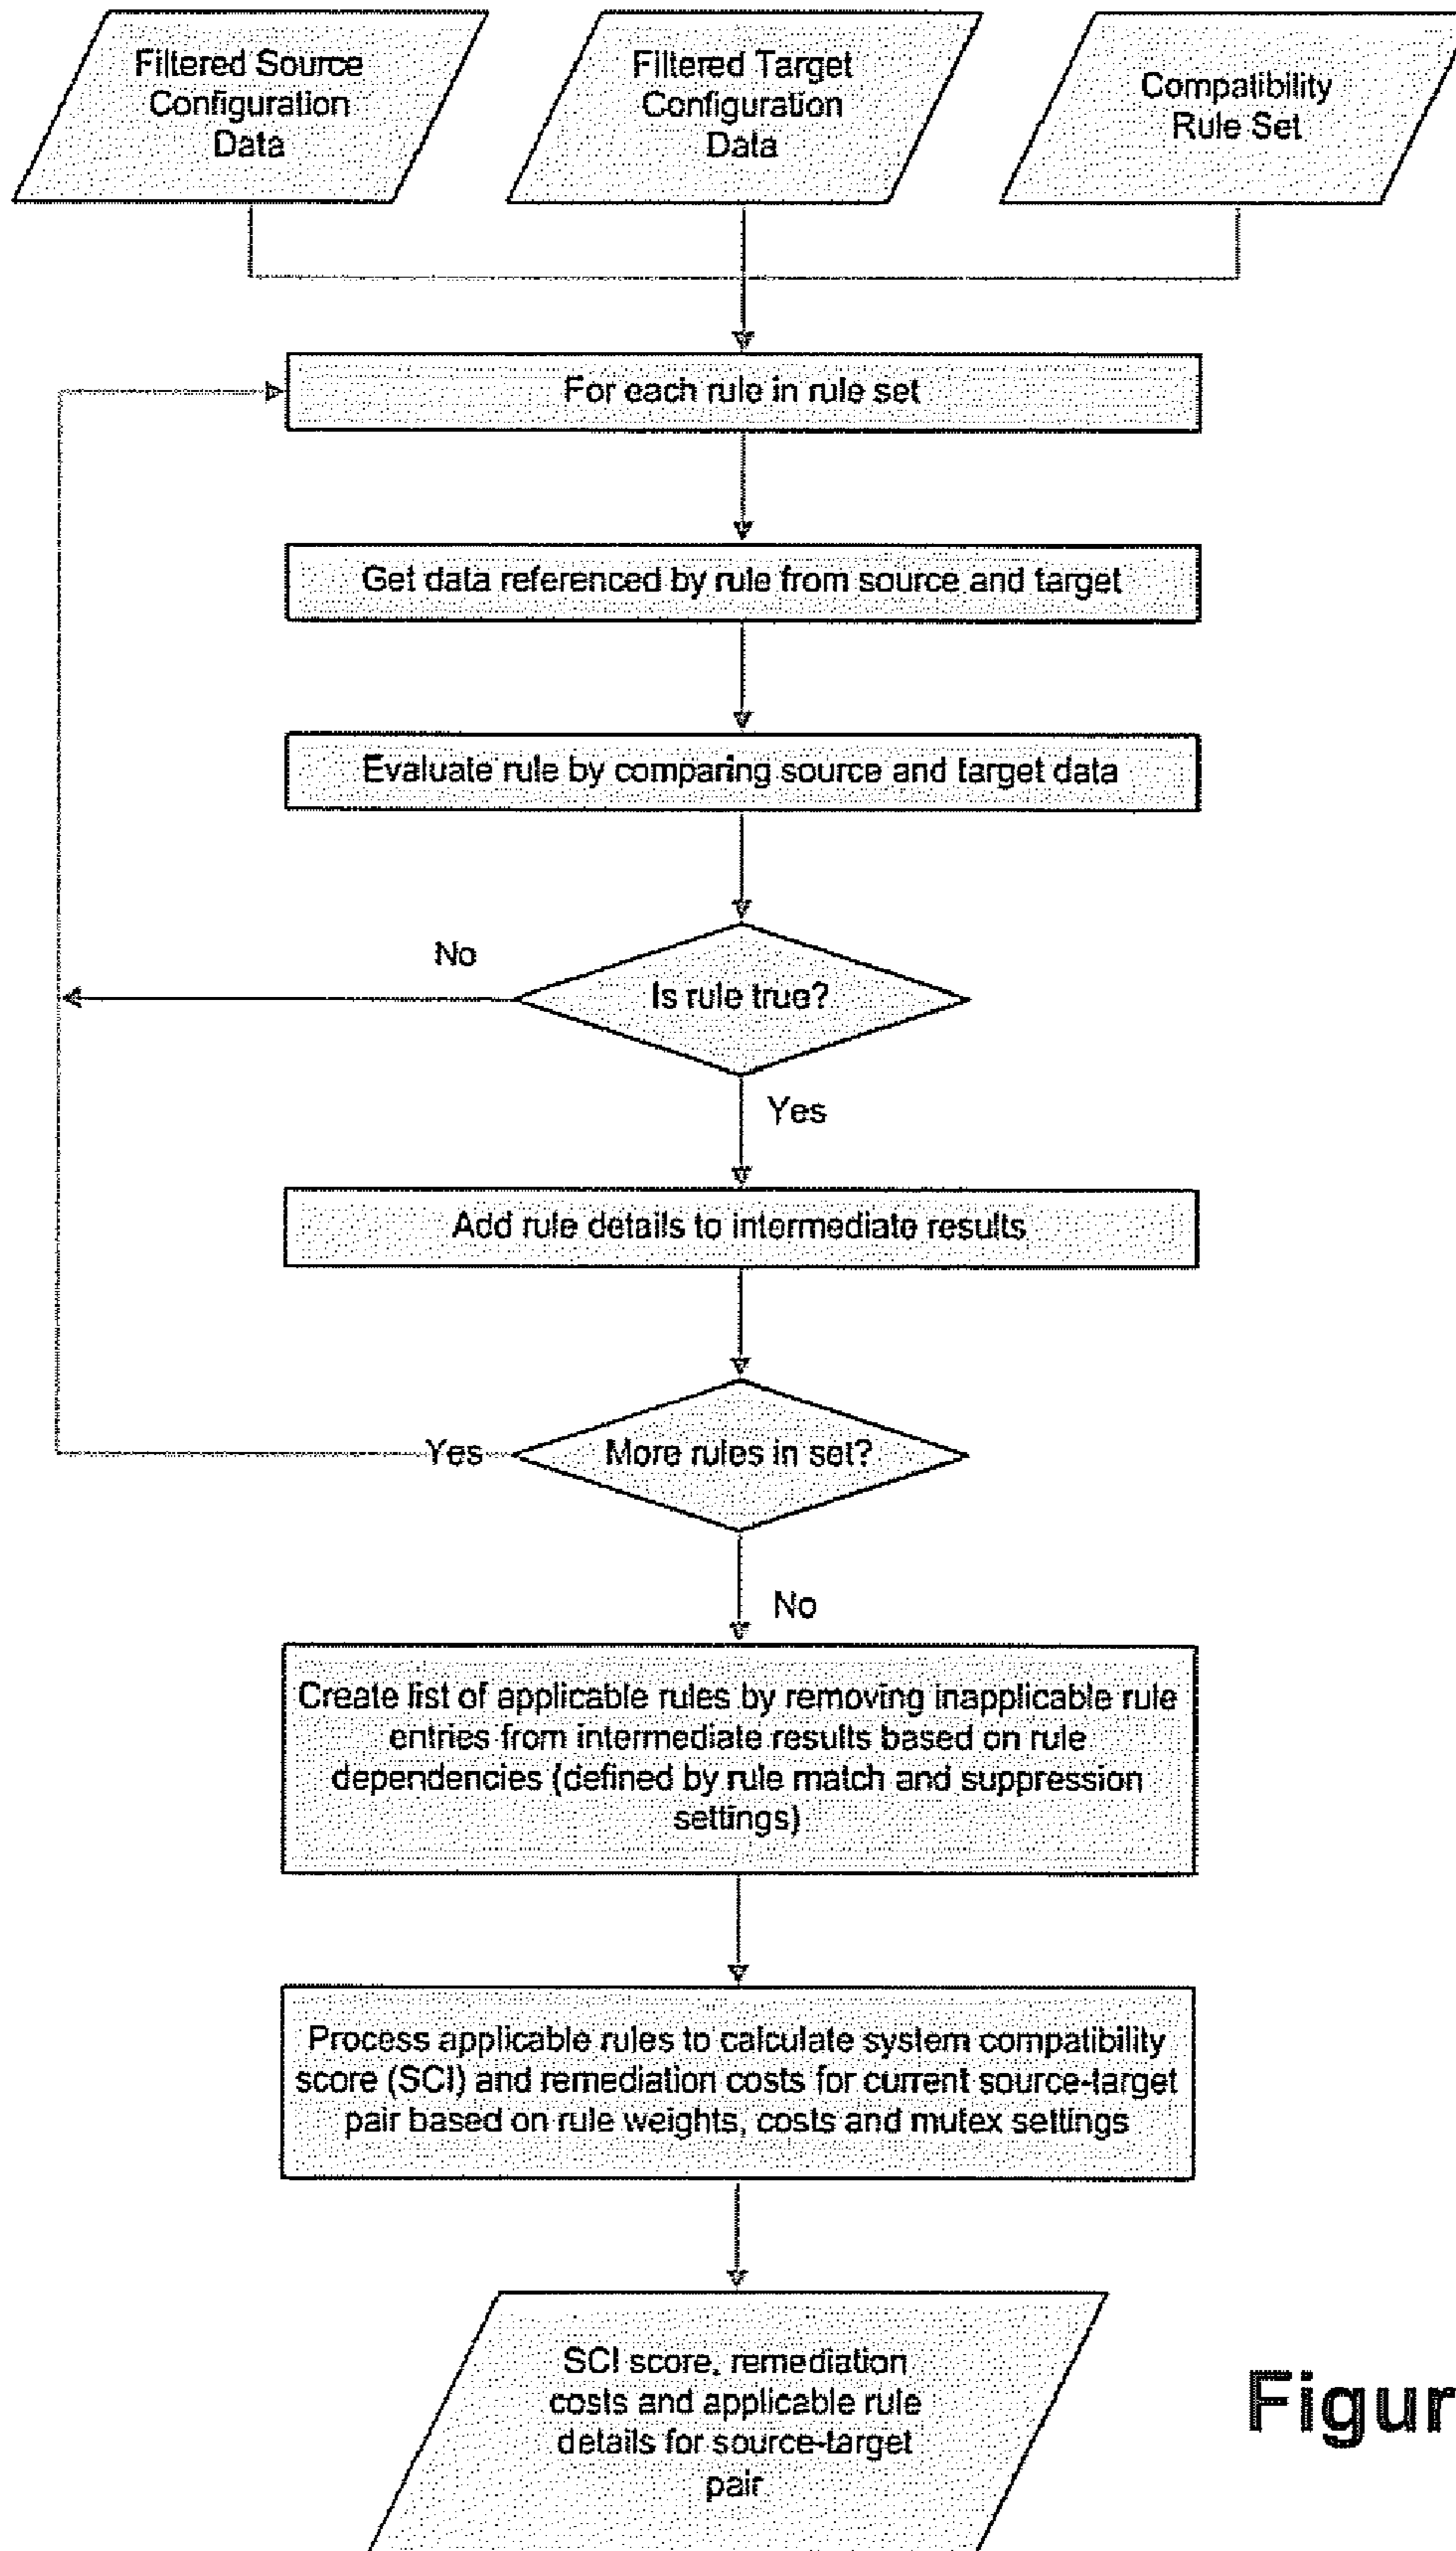 Filtered Source
Configuration
Data
Filtered Target
Configuration
Data
Compatibility
Rule Set
For each rule in rule set
Get data referenced by rule from source and target
Evaluate rule by comparing source and target data
No
Is rule true?
Yes
Add rule details to intermediate results
Yes
More rules in set?
No
Create list of applicable rules by removing inapplicable rule
entries from intermediate results based on rule
dependencies (defined by rule match and suppression
settings)
Process applicable rules to calculate system compatibility
score (SCI) and remediation costs for current source-target
pair based on rule weights, costs and mutex settings
SCI score, remediation
costs and applicable rule
details for source-target
pair
Figur